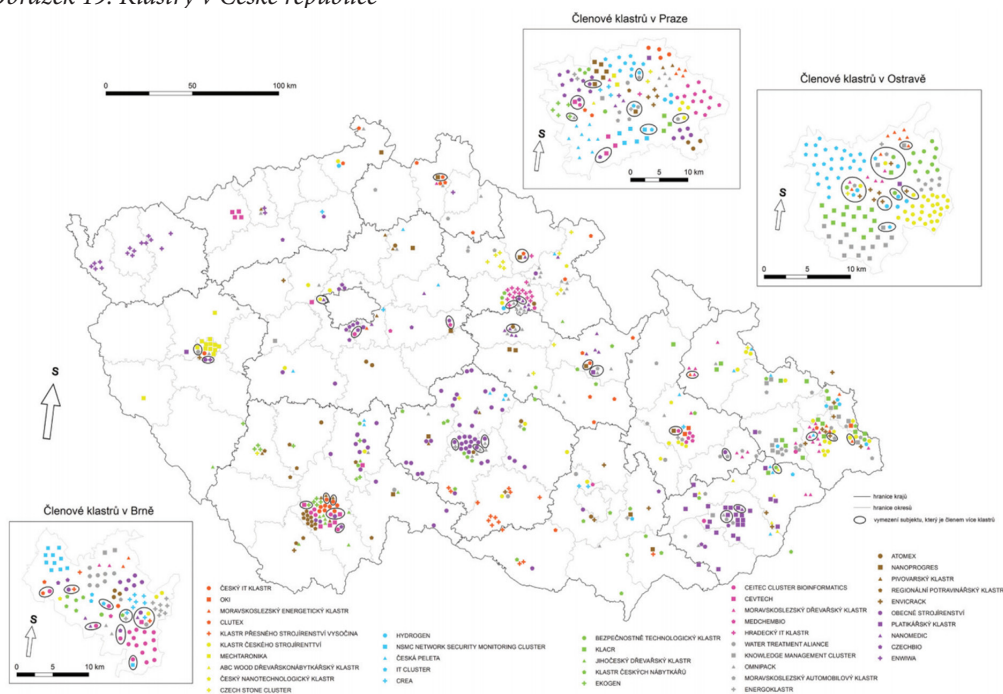 Obrázek 15: Klastry v České republice
Členové klastrů v Praze
S
0 5 10 km
Členové klastrů v Ostravě
S
0 5 10 km
0 50 100 km
S
hranice krajů
hranice okresů
vymezení subjektu, který je členem více klastrů
Členové klastrů v Brně
S
0 5 10 km
ČESKÝ IT KLASTR
OKI
MORAVSKOSLEZSKÝ ENERGETICKÝ KLASTR
CLUTEX
KLASTR PŘESNÉHO STROJÍRENSTVÍ VYSOČINA
KLASTR ČESKÉHO STROJÍRENTTVÍ
MECHTARONIKA
ABC WOOD DŘEVAŘSKONÁBYTKÁŘSKÝ KLASTR
ČESKÝ NANOTECHNOLOGICKÝ KLASTR
CZECH STONE CLUSTER
HYDROGEN
NSMC NETWORK SECURITY MONITORING CLUSTER
ČESKÁ PELETA
IT CLUSTER
CREA
BEZPEČNOSTNĚ TECHNOLOGICKÝ KLASTR
KLACR
JIHOČESKÝ DŘEVAŘSKÝ KLASTR
KLASTR ČESKÝCH NÁBYTKÁŘŮ
EKOGEN
CEITEC CLUSTER BIOINFORMATICS
CEVTECH
MORAVSKOSLEZSKÝ DŘEVAŘSKÝ KLASTR
MEDCHEMBIO
HRADECKÝ IT KLASTR
WATER TREATMENT ALIANCE
KNOWLEDGE MANAGEMENT CLUSTER
OMNIPACK
MORAVSKOSLEZSKÝ AUTOMOBILOVÝ KLASTR
ENERGOKLASTR
ATOMEX
NANOPROGRES
PIVOVARSKÝ KLASTR
REGIONÁLNÍ POTRAVINÁŘSKÝ KLASTR
ENVICRACK
OBECNÉ STROJÍRENSTVÍ
PLATIKÁŘSKÝ KLASTR
NANOMEDIC
CZECHBIO
ENWIWA